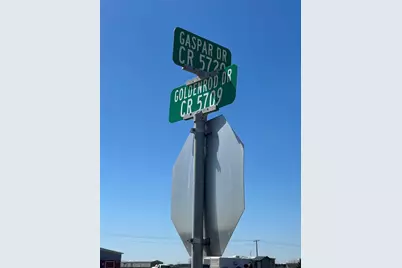 GASPAR DR
CR 5720
GOLDENROD DR
CR 5709